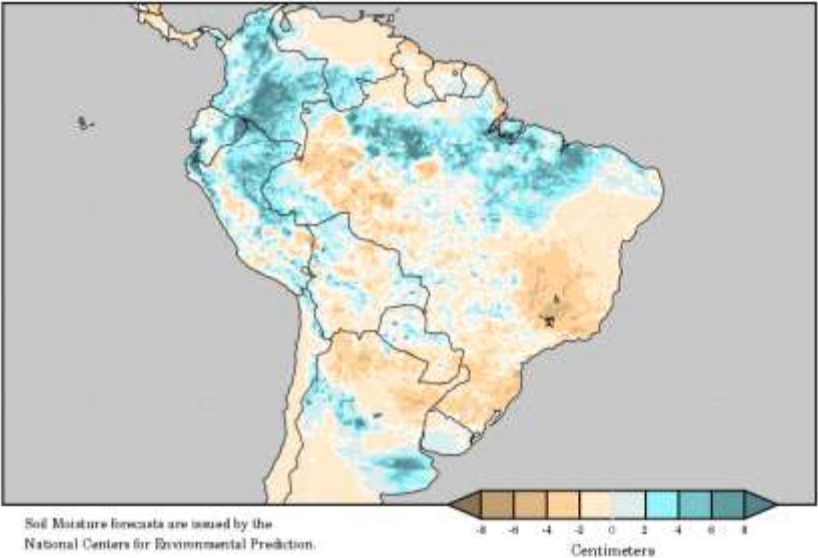 Soil Moisture forecasts are issued by the
National Centers for Environmental Prediction.
-8 -6 -4 -2 0 2 4 6 8
Centimeters